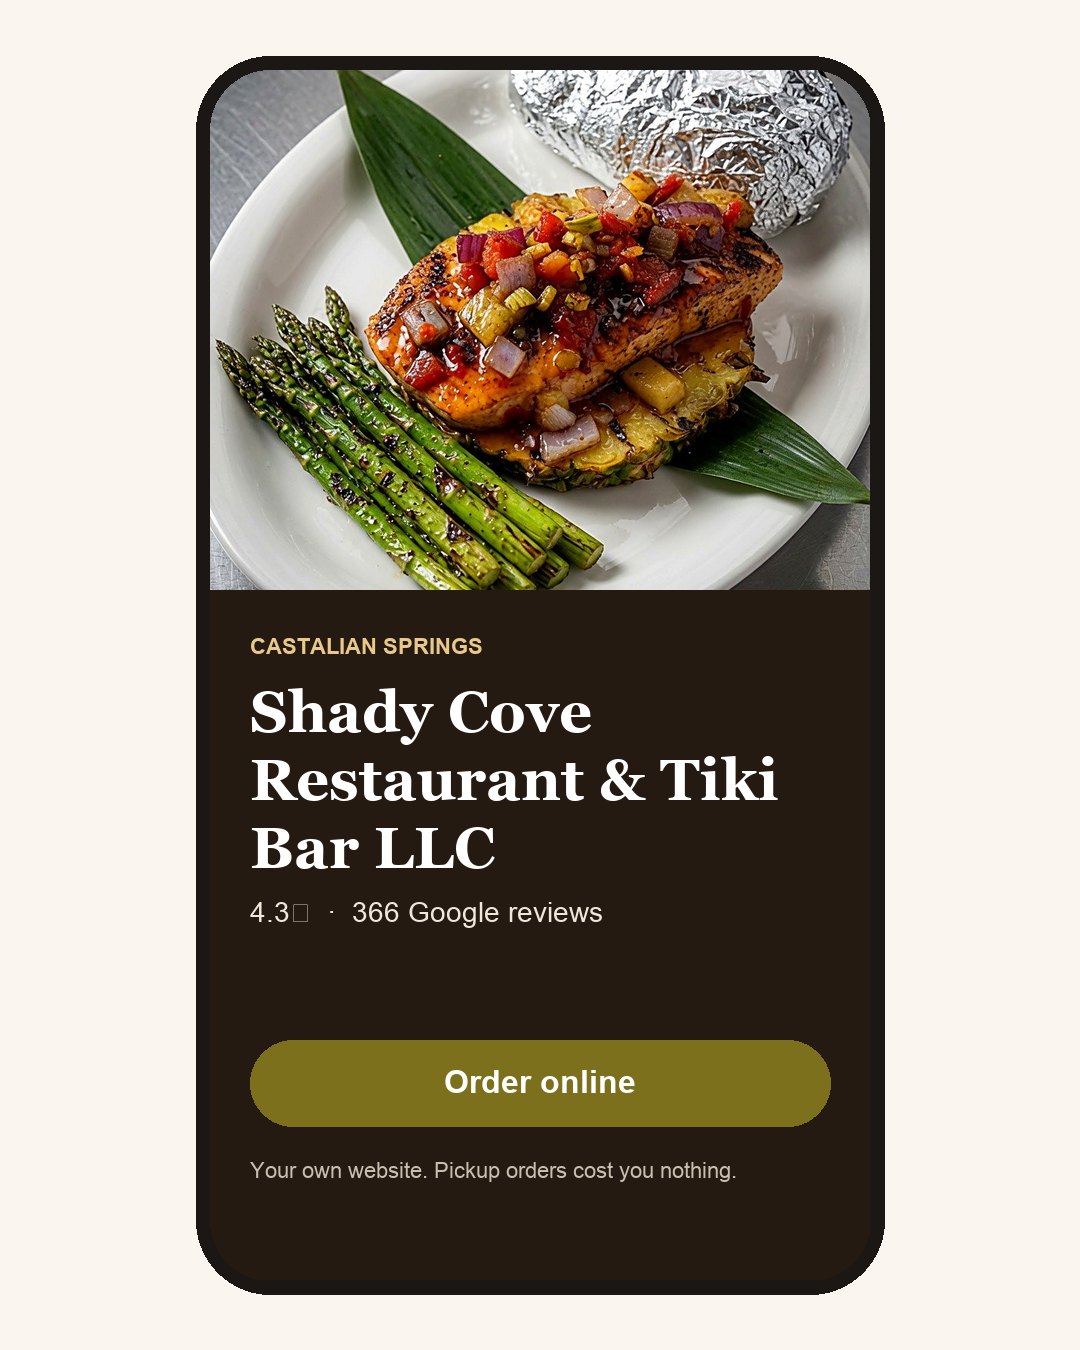 CASTALIAN SPRINGS
Shady Cove
Restaurant & Tiki
Bar LLC
4.3□ · 366 Google reviews
Order online
Your own website. Pickup orders cost you nothing.